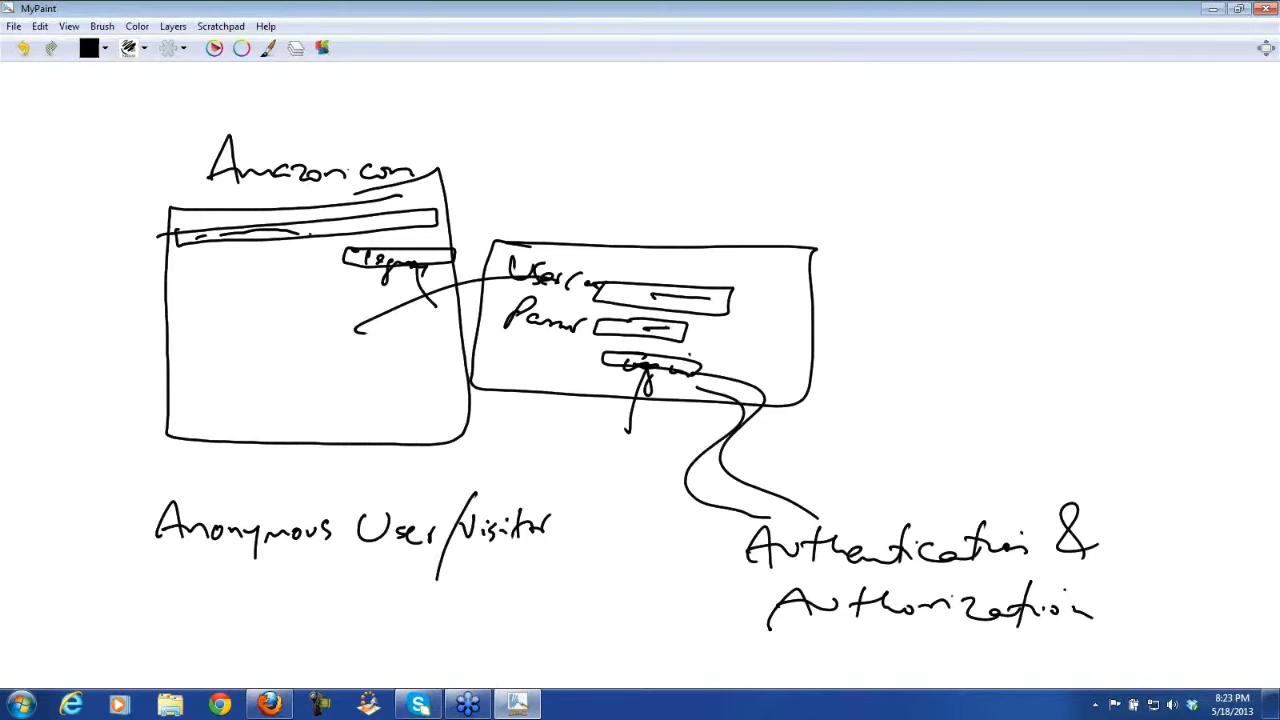 MyPaint
File Edit View Brush Color Layers Scratchpad Help
Amazon.com
User
Anonymous User/Visitor
Authentication &
Authorization
8:23 PM
5/18/2013